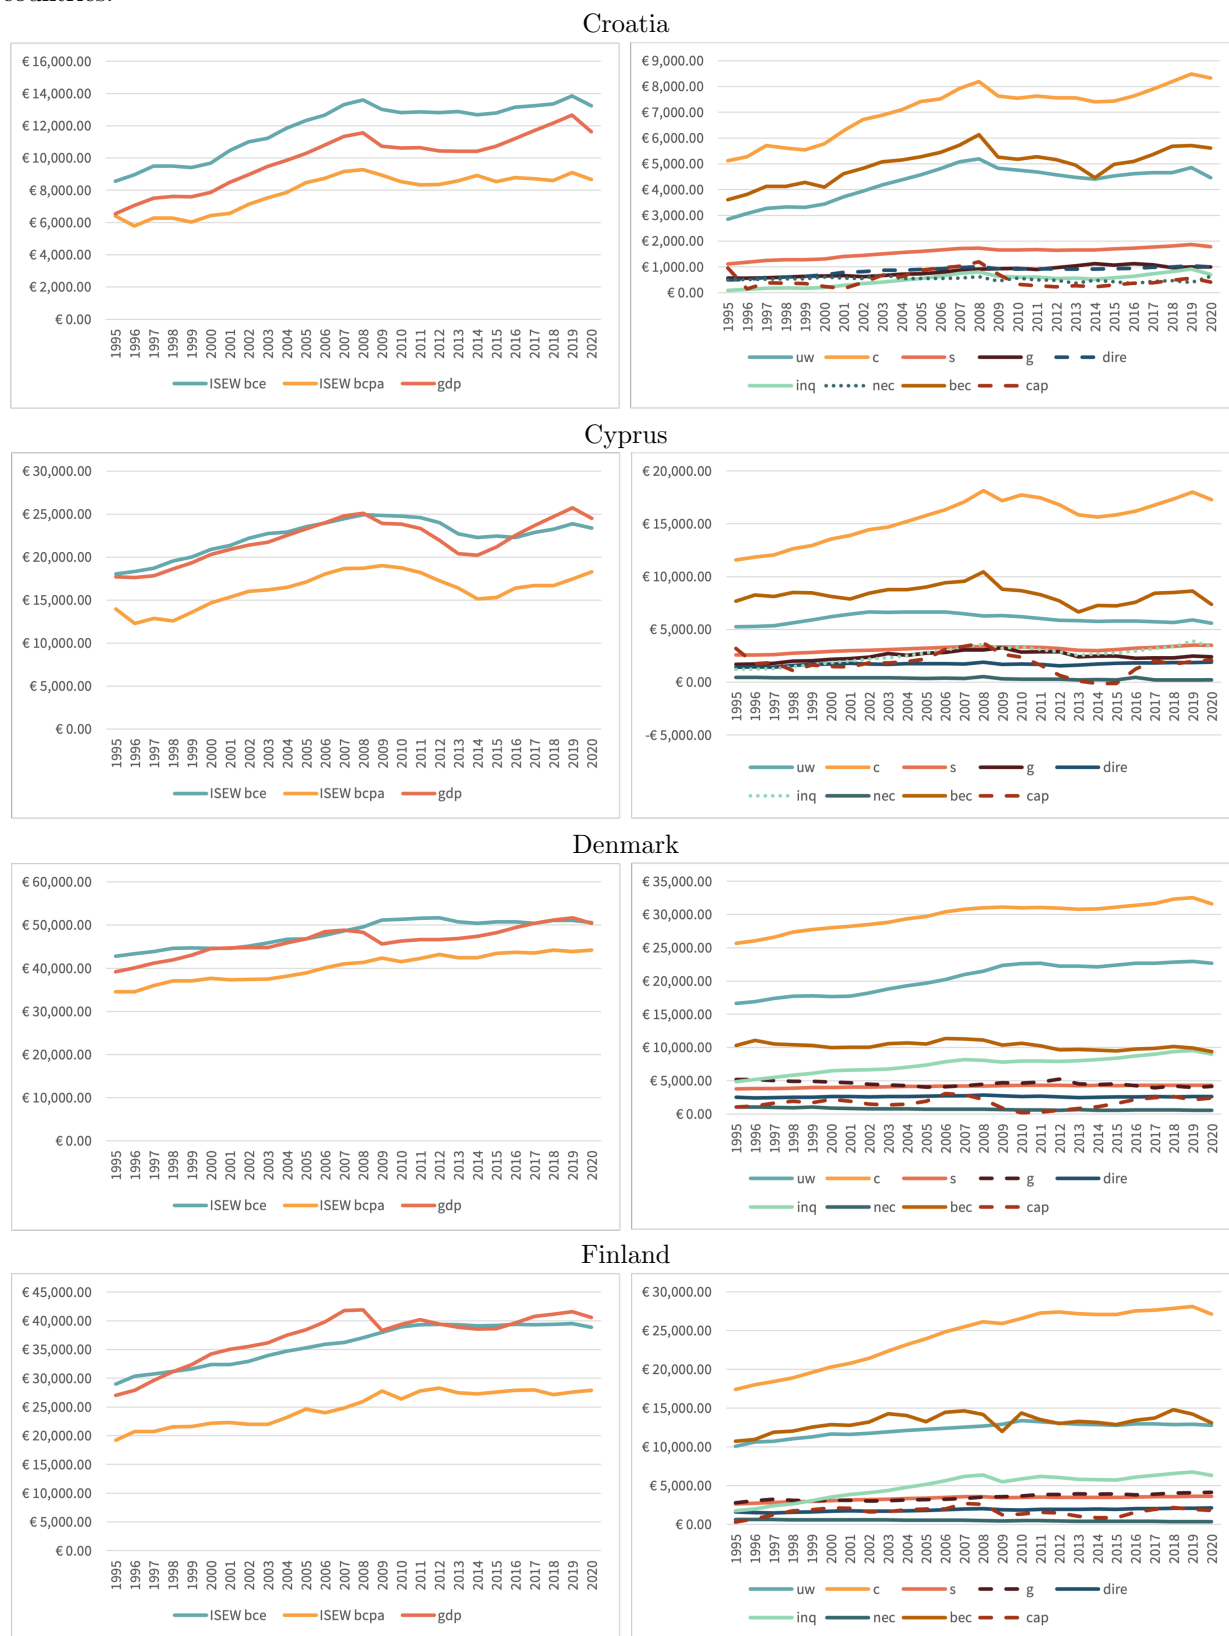 countries.
Croatia
€ 16,000.00
€ 14,000.00
€ 12,000.00
€ 10,000.00
€ 8,000.00
€ 6,000.00
€ 4,000.00
€ 2,000.00
€ 0.00
1995 1996 1997 1998 1999 2000 2001 2002 2003 2004 2005 2006 2007 2008 2009 2010 2011 2012 2013 2014 2015 2016 2017 2018 2019 2020
ISEW bce ISEW bcpa gdp
€ 9,000.00
€ 8,000.00
€ 7,000.00
€ 6,000.00
€ 5,000.00
€ 4,000.00
€ 3,000.00
€ 2,000.00
€ 1,000.00
€ 0.00
1995 1996 1997 1998 1999 2000 2001 2002 2003 2004 2005 2006 2007 2008 2009 2010 2011 2012 2013 2014 2015 2016 2017 2018 2019 2020
uw c s g dire
inq nec bec cap
Cyprus
€ 30,000.00
€ 25,000.00
€ 20,000.00
€ 15,000.00
€ 10,000.00
€ 5,000.00
€ 0.00
1995 1996 1997 1998 1999 2000 2001 2002 2003 2004 2005 2006 2007 2008 2009 2010 2011 2012 2013 2014 2015 2016 2017 2018 2019 2020
ISEW bce ISEW bcpa gdp
€ 20,000.00
€ 15,000.00
€ 10,000.00
€ 5,000.00
€ 0.00
1995 1996 1997 1998 1999 2000 2001 2002 2003 2004 2005 2006 2007 2008 2009 2010 2011 2012 2013 2014 2015 2016 2017 2018 2019 2020
-€ 5,000.00
uw c s g dire
inq nec bec cap
Denmark
€ 60,000.00
€ 50,000.00
€ 40,000.00
€ 30,000.00
€ 20,000.00
€ 10,000.00
€ 0.00
1995 1996 1997 1998 1999 2000 2001 2002 2003 2004 2005 2006 2007 2008 2009 2010 2011 2012 2013 2014 2015 2016 2017 2018 2019 2020
ISEW bce ISEW bcpa gdp
€ 35,000.00
€ 30,000.00
€ 25,000.00
€ 20,000.00
€ 15,000.00
€ 10,000.00
€ 5,000.00
€ 0.00
1995 1996 1997 1998 1999 2000 2001 2002 2003 2004 2005 2006 2007 2008 2009 2010 2011 2012 2013 2014 2015 2016 2017 2018 2019 2020
uw c s g dire
inq nec bec cap
Finland
€ 45,000.00
€ 40,000.00
€ 35,000.00
€ 30,000.00
€ 25,000.00
€ 20,000.00
€ 15,000.00
€ 10,000.00
€ 5,000.00
€ 0.00
1995 1996 1997 1998 1999 2000 2001 2002 2003 2004 2005 2006 2007 2008 2009 2010 2011 2012 2013 2014 2015 2016 2017 2018 2019 2020
ISEW bce ISEW bcpa gdp
€ 30,000.00
€ 25,000.00
€ 20,000.00
€ 15,000.00
€ 10,000.00
€ 5,000.00
€ 0.00
1995 1996 1997 1998 1999 2000 2001 2002 2003 2004 2005 2006 2007 2008 2009 2010 2011 2012 2013 2014 2015 2016 2017 2018 2019 2020
uw c s g dire
inq nec bec cap